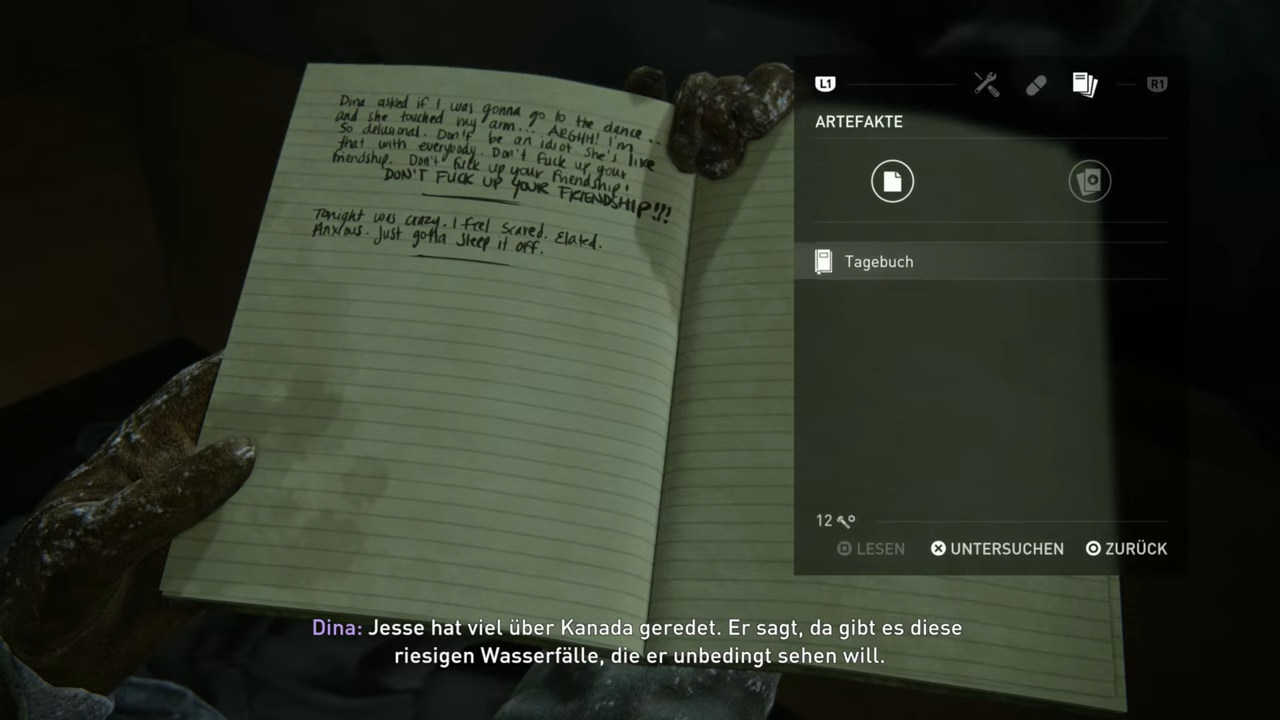 Dina asked if I was gonna go to the dance...
and she touched my arm... ARGHH! I'm
so delusional. Don't be an idiot. She's like
that with everybody. Don't fuck up your
friendship. Don't fuck up your friendship!
DON'T FUCK UP YOUR FRIENDSHIP!!!
Tonight was crazy. I feel scared. Elated.
Anxious. Just gotta sleep it off.
L1
R1
ARTEFAKTE
Tagebuch
12
LESEN
UNTERSUCHEN
ZURÜCK
Dina: Jesse hat viel über Kanada geredet. Er sagt, da gibt es diese
riesigen Wasserfälle, die er unbedingt sehen will.